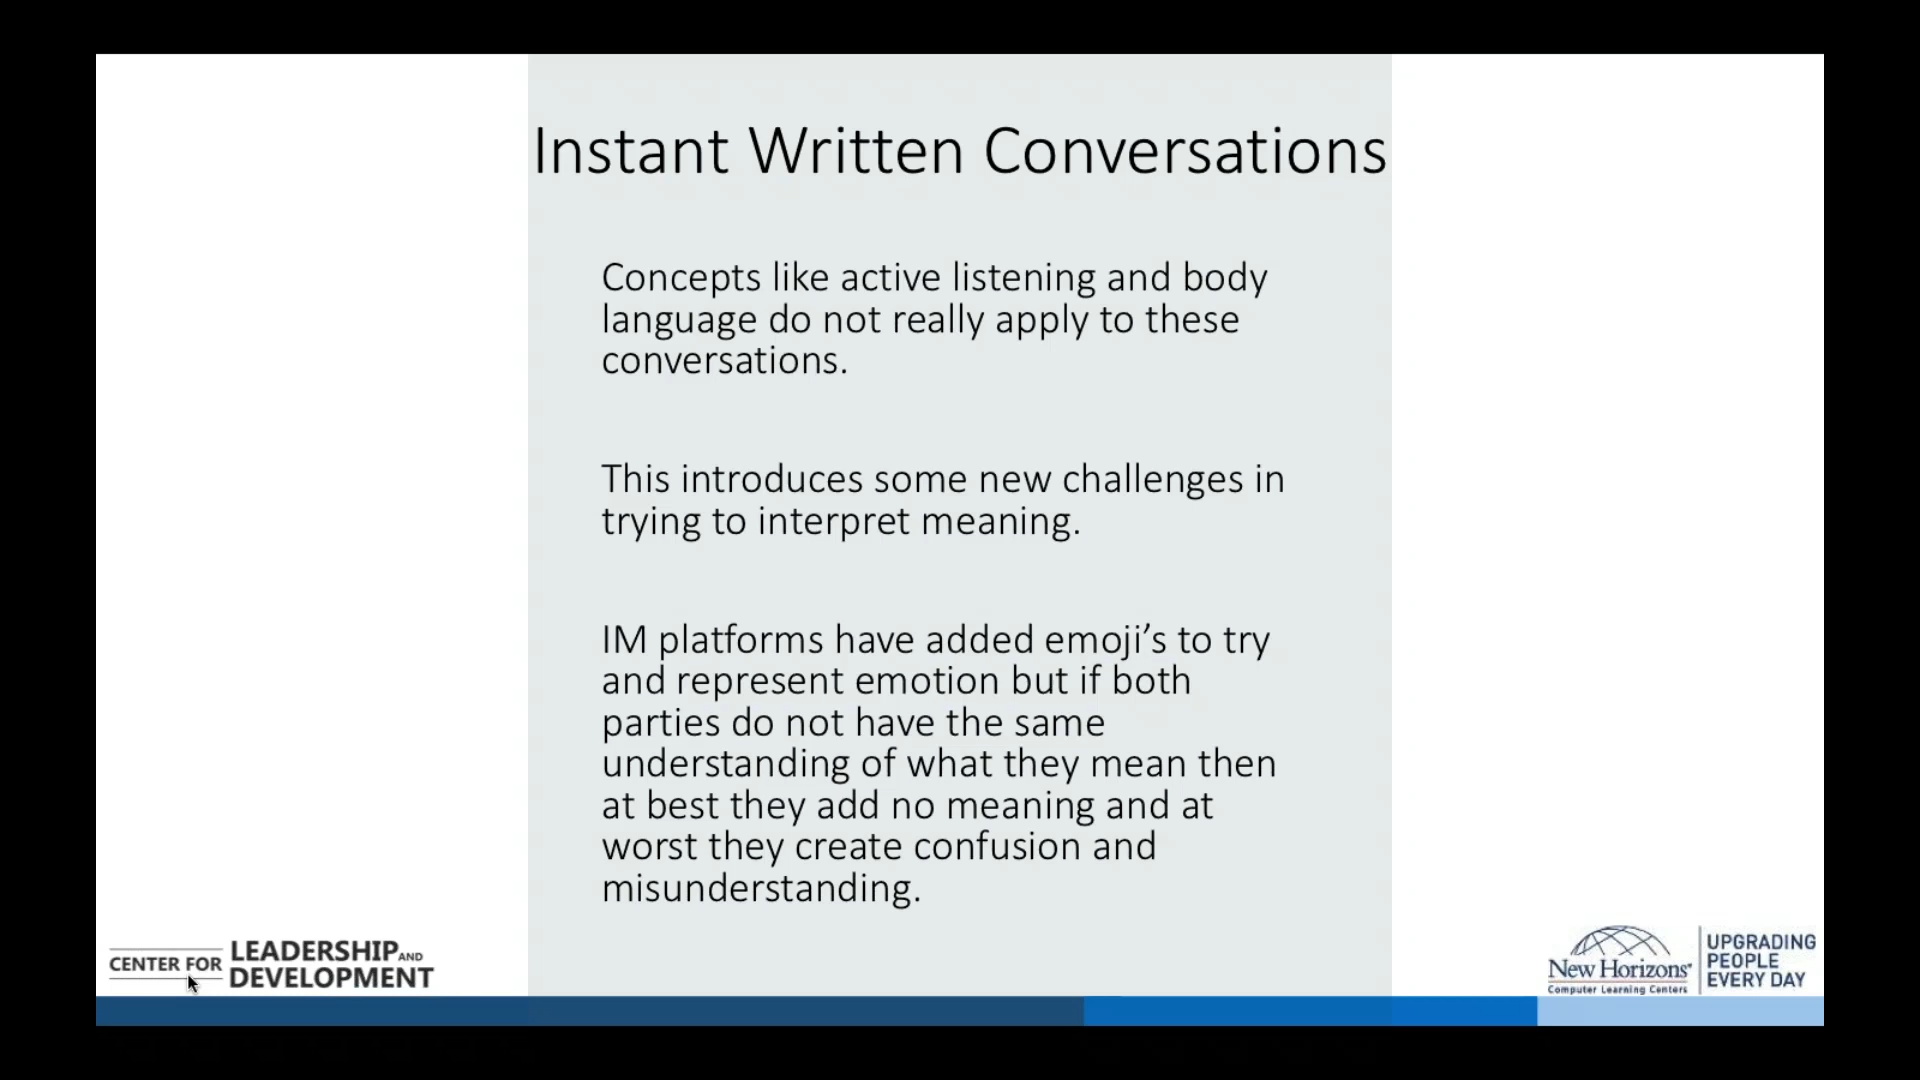 Instant Written Conversations
Concepts like active listening and body
language do not really apply to these
conversations.
This introduces some new challenges in
trying to interpret meaning.
IM platforms have added emoji’s to try
and represent emotion but if both
parties do not have the same
understanding of what they mean then
at best they add no meaning and at
worst they create confusion and
misunderstanding.
CENTER FOR LEADERSHIP AND
DEVELOPMENT
New Horizons®
Computer Learning Centers
UPGRADING
PEOPLE
EVERY DAY